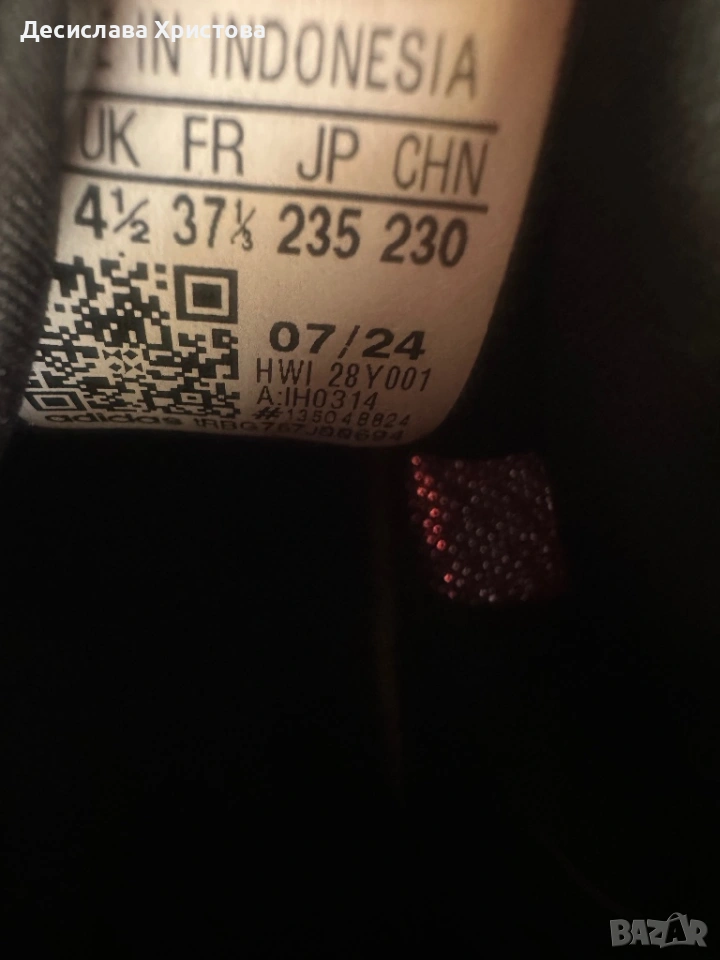 Десислава Христова
IN INDONESIA
UK FR JP CHN
4½ 37⅓ 235 230
07/24
HWI 28Y001
A:IH0314
#135048824
adidas
BAZAR